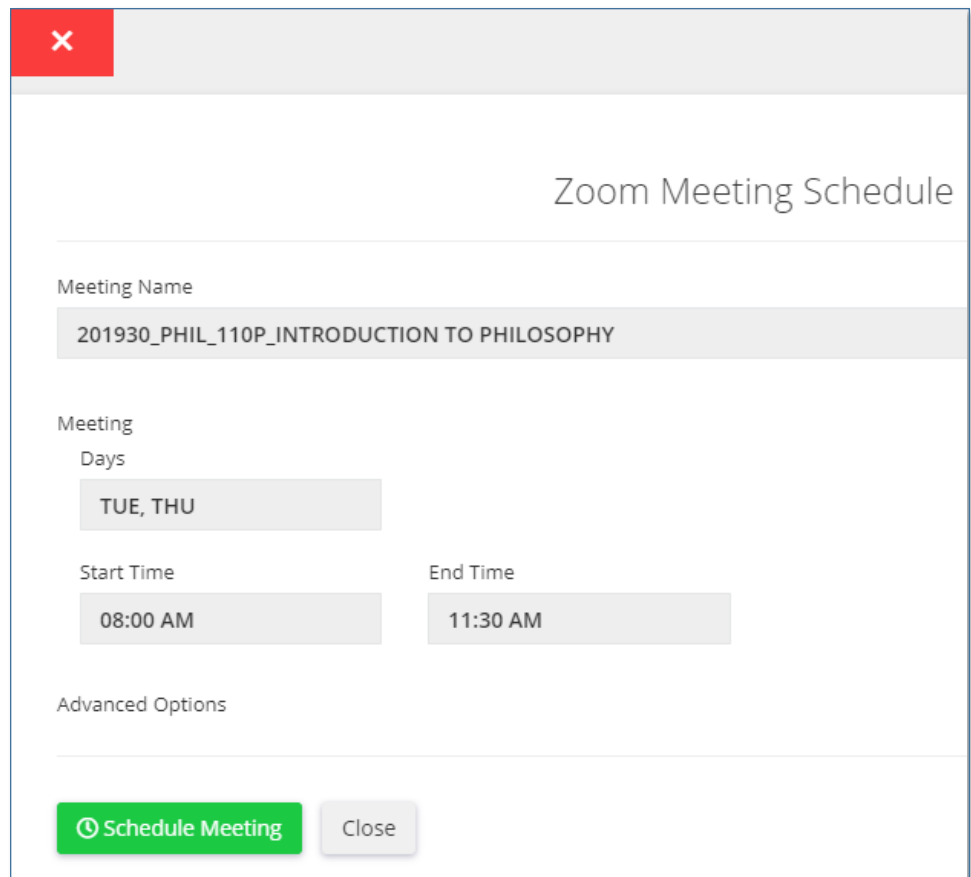 Zoom Meeting Schedule
Meeting Name
201930_PHIL_110P_INTRODUCTION TO PHILOSOPHY
Meeting
Days
TUE, THU
Start Time End Time
08:00 AM 11:30 AM
Advanced Options
Schedule Meeting Close